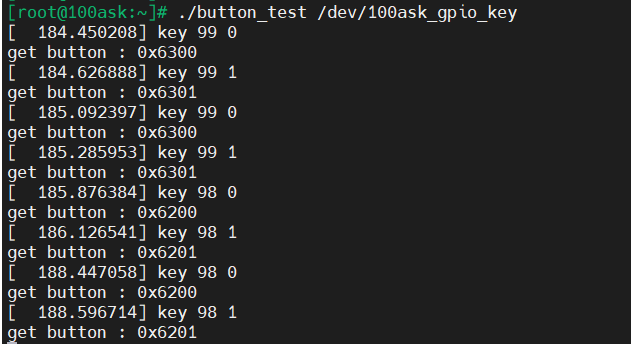 [root@100ask:~]# ./button_test /dev/100ask_gpio_key
[  184.450208] key 99 0
get button : 0x6300
[  184.626888] key 99 1
get button : 0x6301
[  185.092397] key 99 0
get button : 0x6300
[  185.285953] key 99 1
get button : 0x6301
[  185.876384] key 98 0
get button : 0x6200
[  186.126541] key 98 1
get button : 0x6201
[  188.447058] key 98 0
get button : 0x6200
[  188.596714] key 98 1
get button : 0x6201